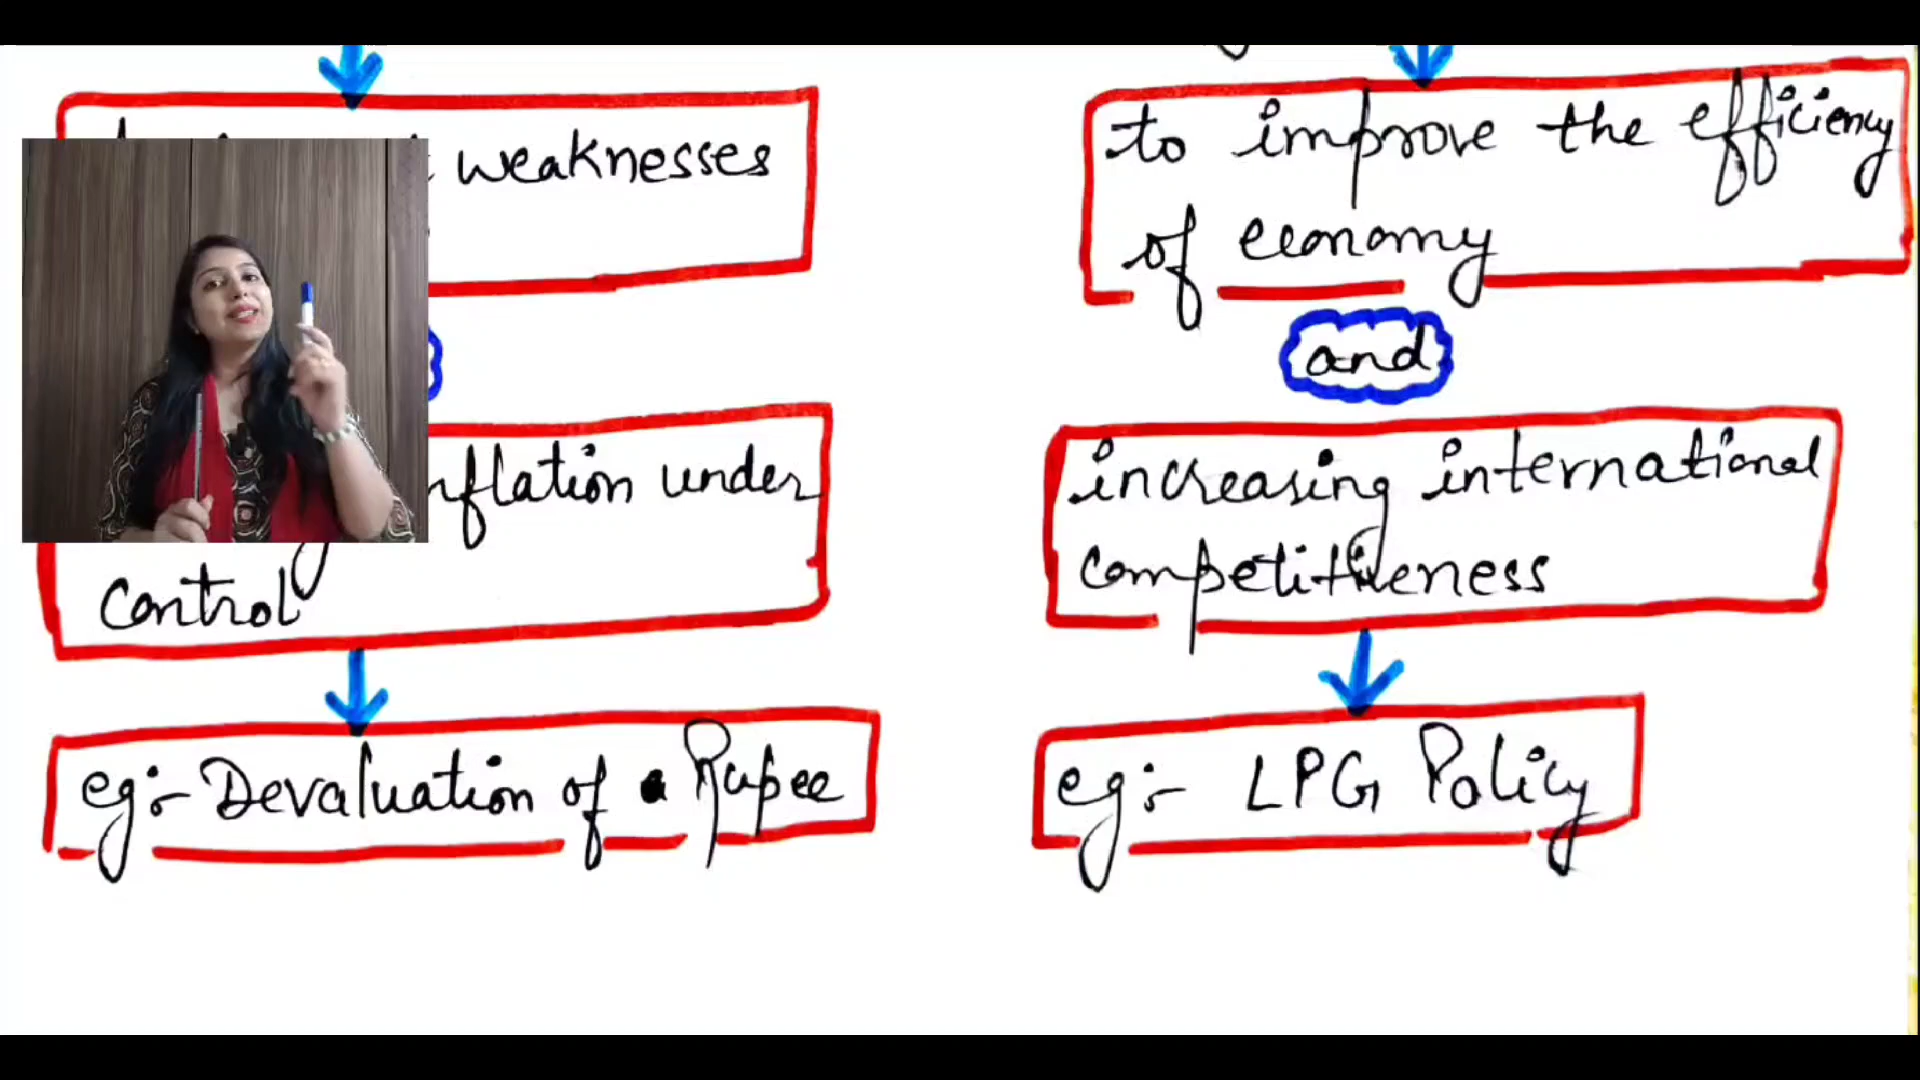 weaknesses
under
control
eg:- Devaluation of a Rupee
to improve the efficiency
of economy
and
increasing international
competitiveness
eg:- LPG Policy